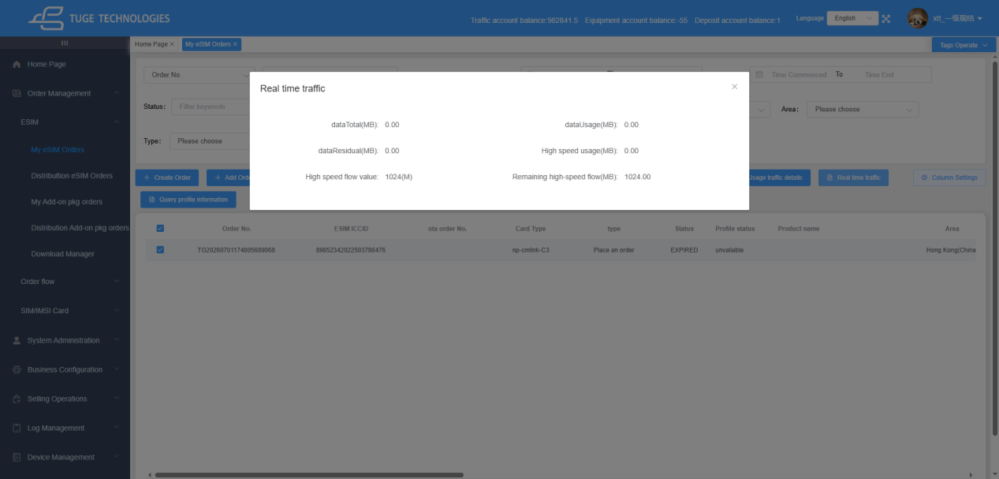 TUGE TECHNOLOGIES
Traffic account balance:982841.5 Equipment account balance:-55 Deposit account balance:1 Language English xtt_一级现结
Home Page × My eSIM Orders × Tags Operate
Home Page
Order Management
ESIM
My eSIM Orders
Distribution eSIM Orders
My Add-on pkg orders
Distribution Add-on pkg orders
Download Manager
Order flow
SIM/IMSI Card
System Administration
Business Configuration
Selling Operations
Log Management
Device Management
Order No. Time Commenced To Time End
Status: Filter keywords Area: Please choose
Type: Please choose
+ Create Order + Add Usage traffic details Real time traffic Column Settings
Query profile information
Real time traffic ×
dataTotal(MB): 0.00 dataUsage(MB): 0.00
dataResidual(MB): 0.00 High speed usage(MB): 0.00
High speed flow value: 1024(M) Remaining high-speed flow(MB): 1024.00
Order No. ESIM ICCID ota order No. Card Type type Status Profile status Product name Area
TG20260701174805689068 89852342022503786476 np-cmlink-C3 Place an order EXPIRED unvaliable Hong Kong(China